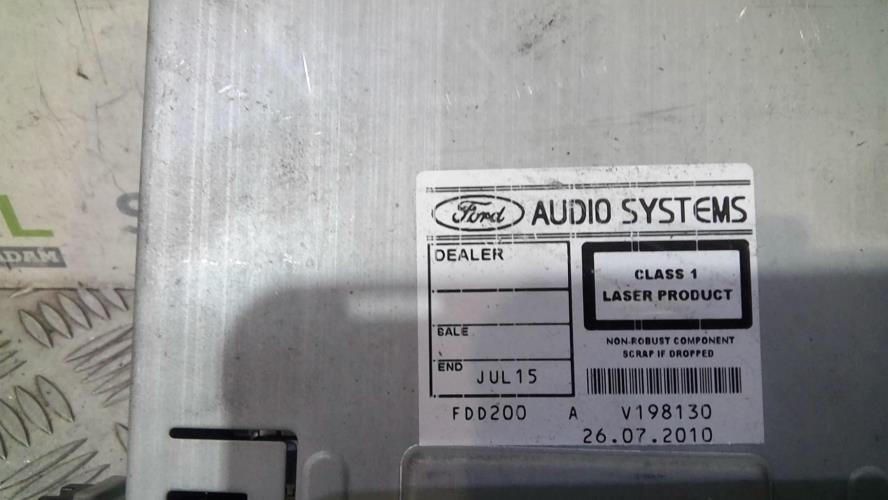 Ford AUDIO SYSTEMS
DEALER
CLASS 1
LASER PRODUCT
SALE
NON-ROBUST COMPONENT
SCRAP IF DROPPED
END JUL15
FDD200 A V198130
26.07.2010